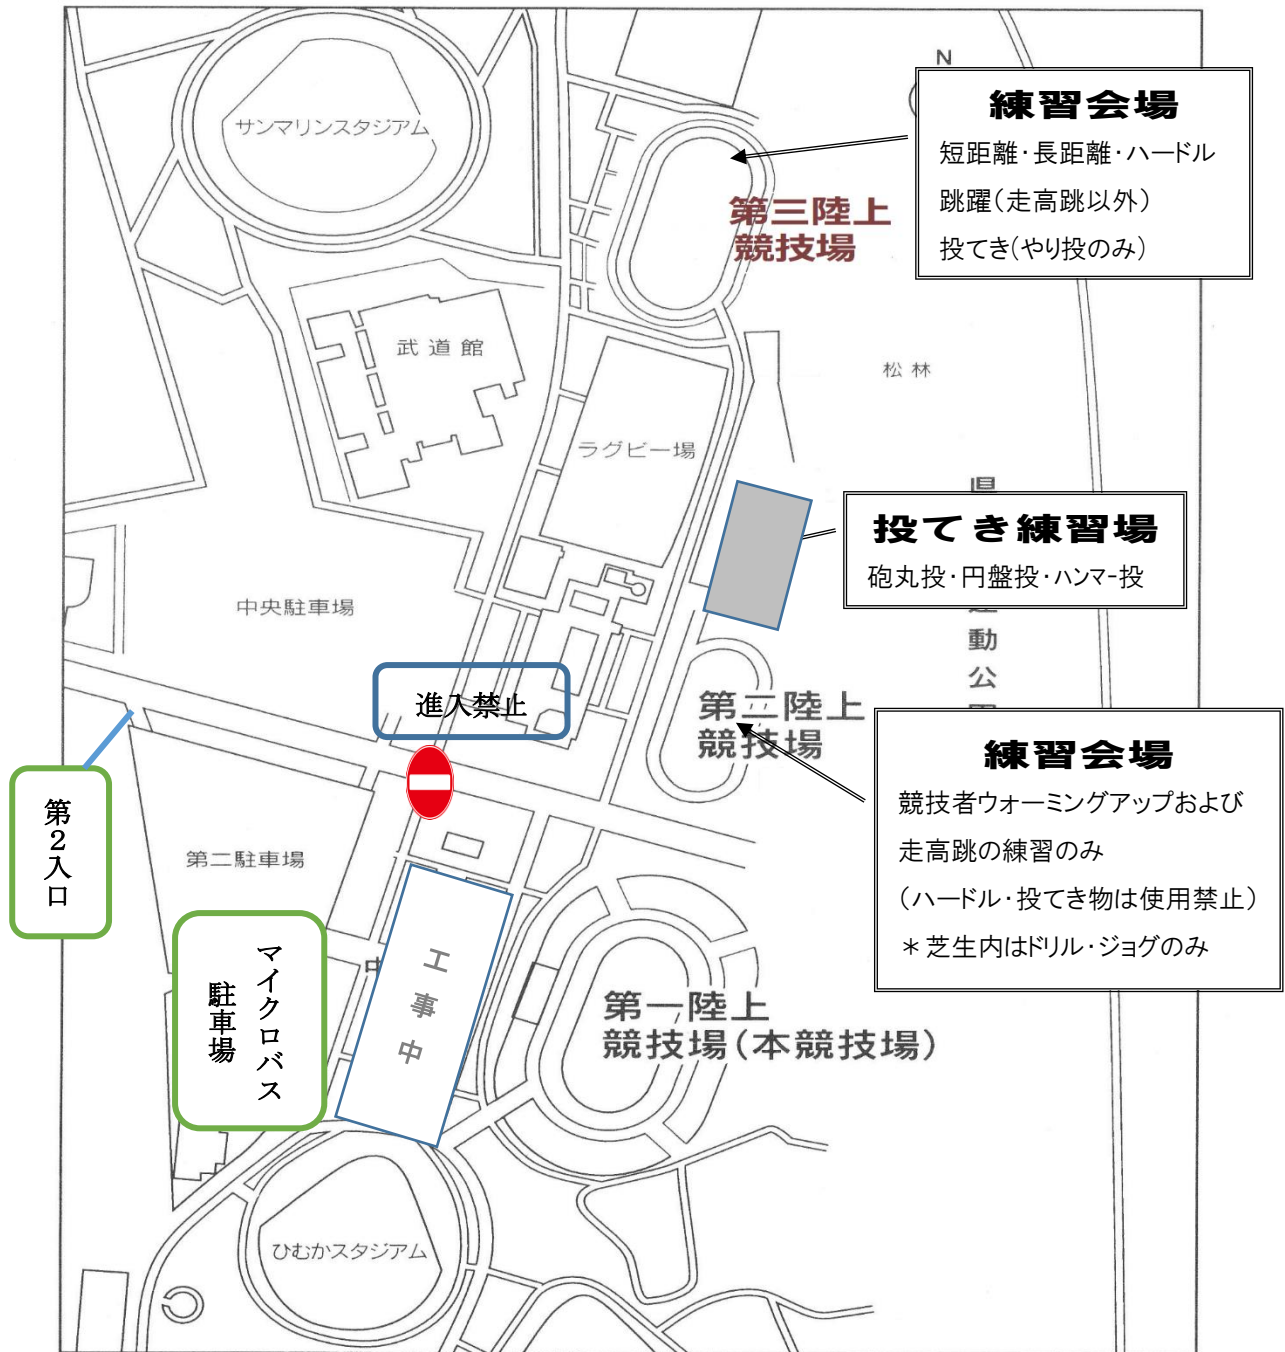 N
練習会場
短距離・長距離・ハードル
跳躍(走高跳以外)
投てき(やり投のみ)
サンマリンスタジアム
第三陸上
競技場
武道館
松林
ラグビー場
県
動
公
投てき練習場
砲丸投・円盤投・ハンマー投
中央駐車場
進入禁止
第二陸上
競技場
練習会場
競技者ウォーミングアップおよび
走高跳の練習のみ
(ハードル・投てき物は使用禁止)
＊芝生内はドリル・ジョグのみ
第2入口
第二駐車場
マイクロバス
駐車場
工事中
第一陸上
競技場(本競技場)
ひむかスタジアム